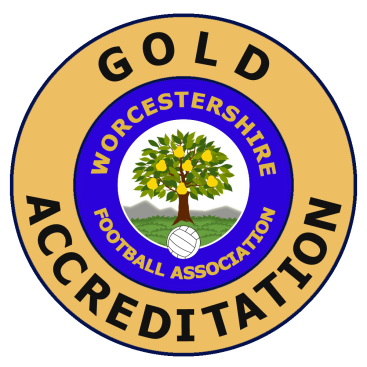 GOLD
WORCESTERSHIRE
FOOTBALL ASSOCIATION
ACCREDITATION